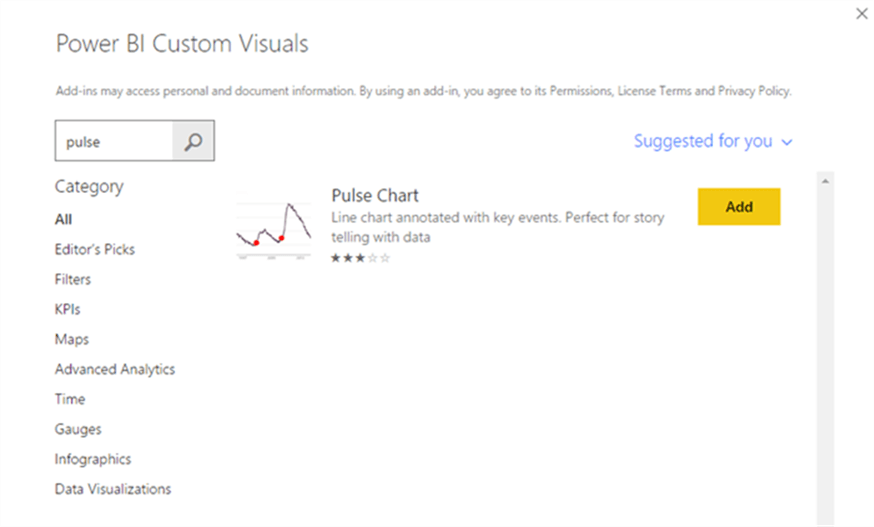 Power BI Custom Visuals
Add-ins may access personal and document information. By using an add-in, you agree to its Permissions, License Terms and Privacy Policy.
pulse
Suggested for you
Category
All
Editor's Picks
Filters
KPIs
Maps
Advanced Analytics
Time
Gauges
Infographics
Data Visualizations
Pulse Chart
Line chart annotated with key events. Perfect for story
telling with data
Add